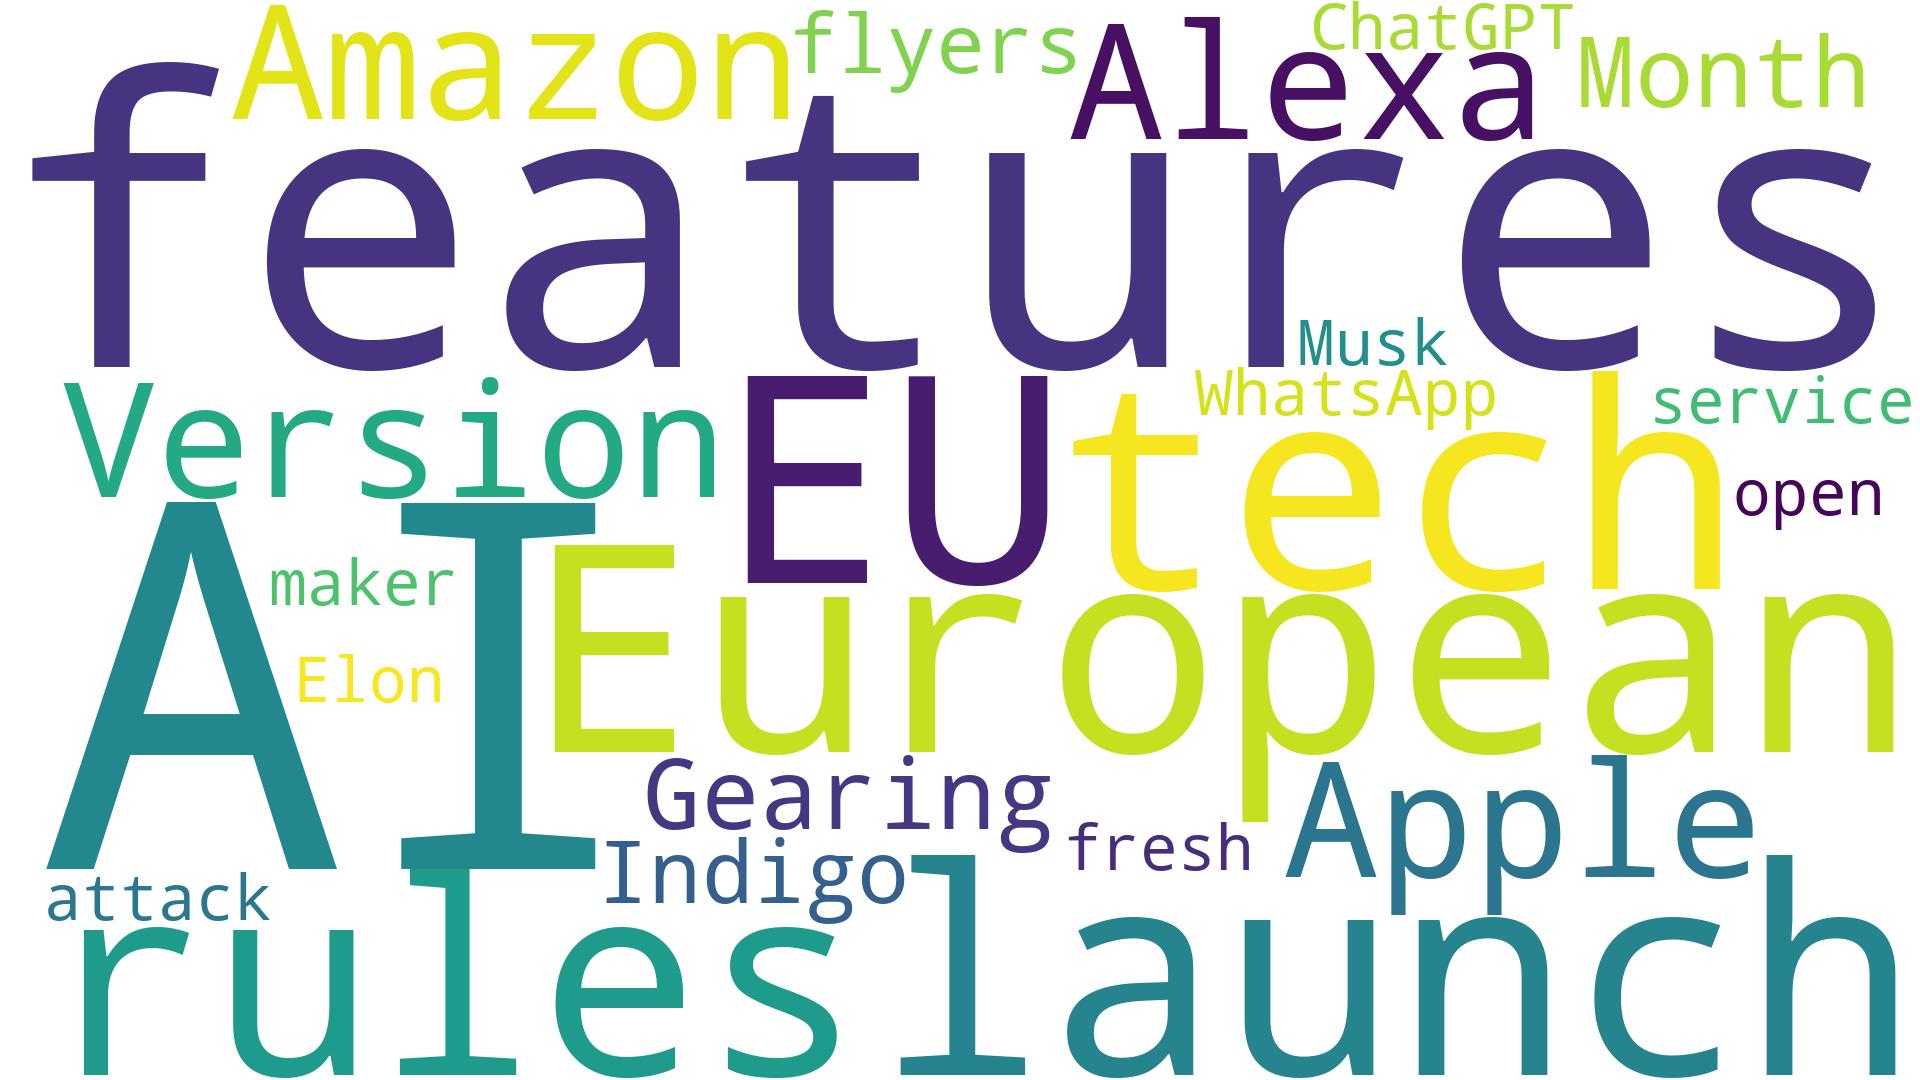 Amazon
flyers
Alexa
ChatGPT
Month
features
Musk
Version
EU
tech
WhatsApp
service
open
AI
maker
Elon
European
Gearing
fresh
Apple
Indigo
attack
rules
launch